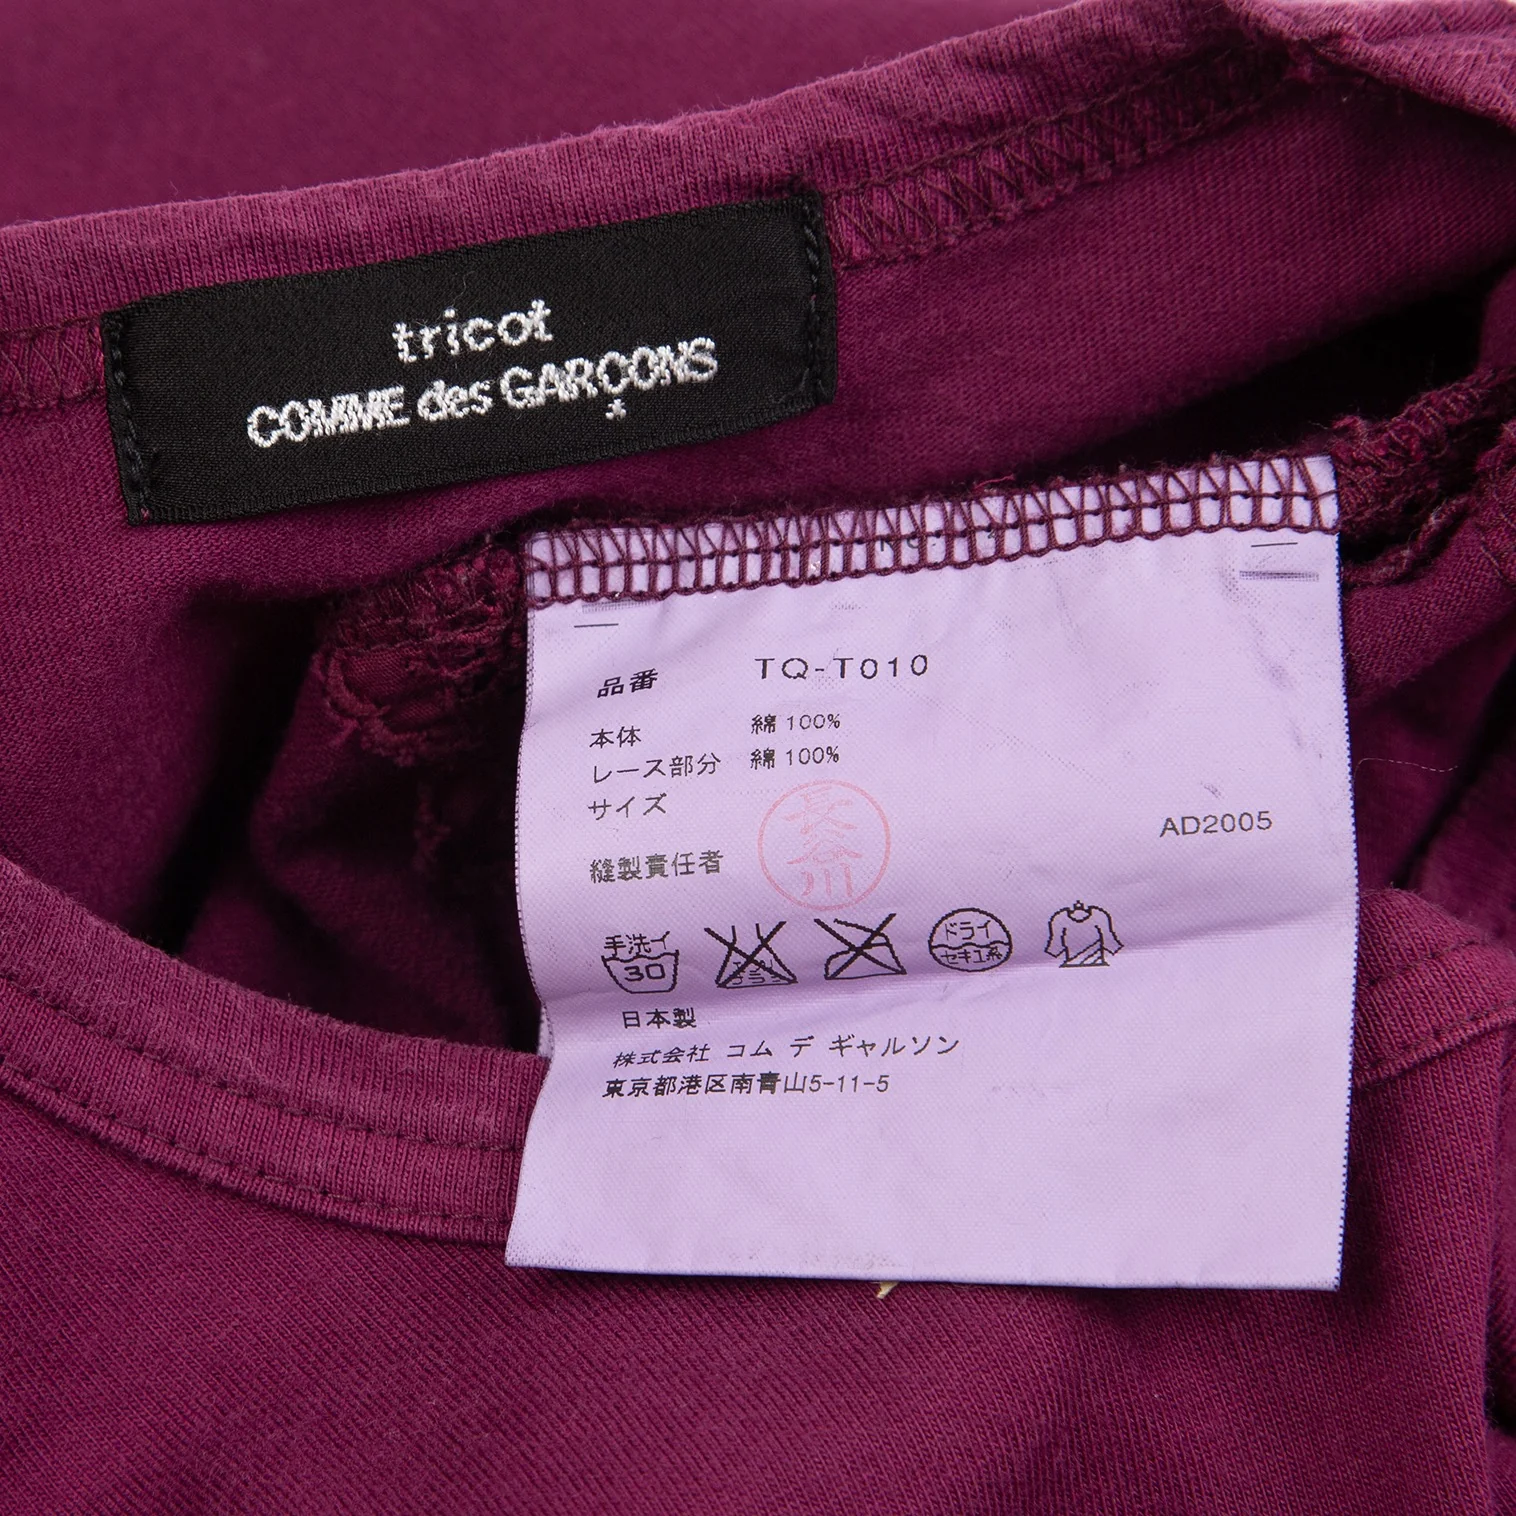 tricot
COMME des GARÇONS
品番 TQ-T010
本体 綿 100%
レース部分 綿 100%
サイズ
AD2005
縫製責任者 長谷川
手洗イ
30
ドライ
セキユ系
日本製
株式会社 コム デ ギャルソン
東京都港区南青山5-11-5